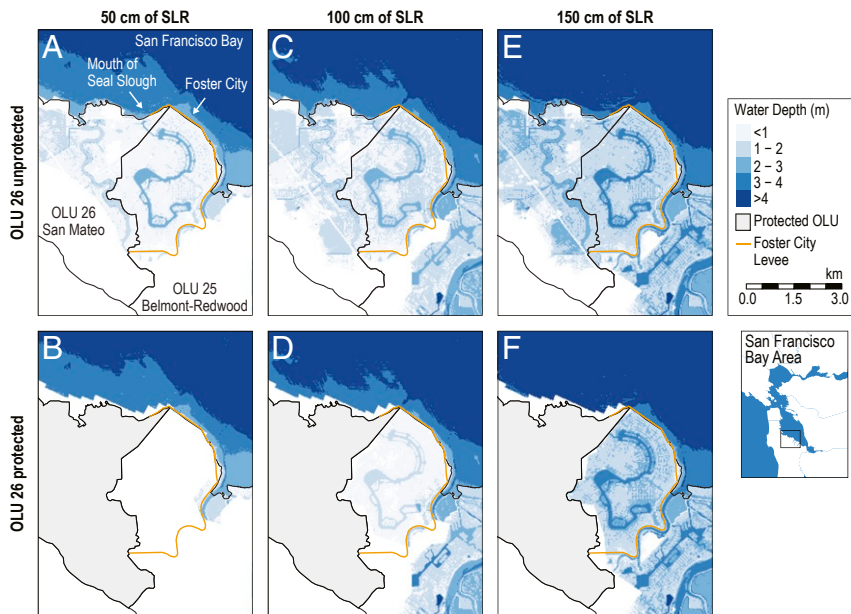 50 cm of SLR
100 cm of SLR
150 cm of SLR
OLU 26 unprotected
A
San Francisco Bay
Mouth of
Seal Slough
Foster City
OLU 26
San Mateo
OLU 25
Belmont-Redwood
C
E
Water Depth (m)
<1
1 – 2
2 – 3
3 – 4
>4
Protected OLU
Foster City
Levee
km
0.0 1.5 3.0
OLU 26 protected
B
D
F
San Francisco
Bay Area